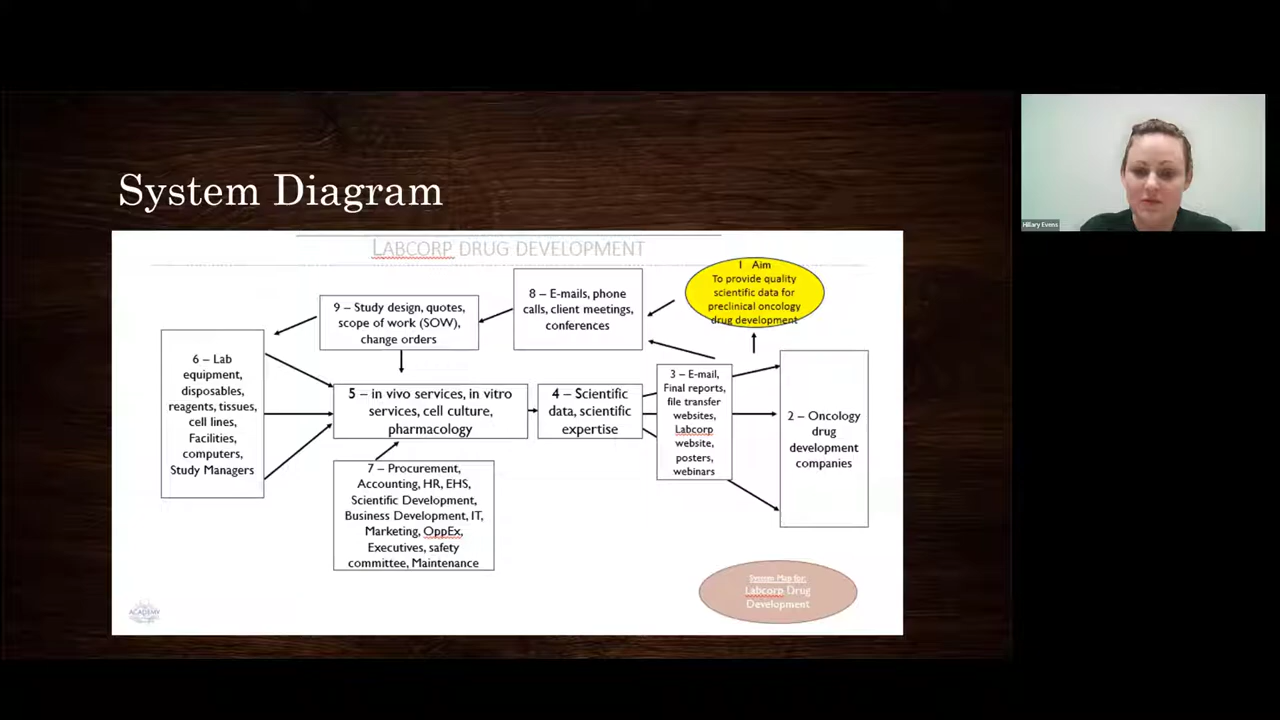 System Diagram
LABCORP DRUG DEVELOPMENT
1 Aim
To provide quality
scientific data for
preclinical oncology
drug development
8 – E-mails, phone
calls, client meetings,
conferences
9 – Study design, quotes,
scope of work (SOW),
change orders
6 – Lab
equipment,
disposables,
reagents, tissues,
cell lines,
Facilities,
computers,
Study Managers
5 – in vivo services, in vitro
services, cell culture,
pharmacology
4 – Scientific
data, scientific
expertise
3 – E-mail,
Final reports,
file transfer
websites,
Labcorp
website,
posters,
webinars
2 – Oncology
drug
development
companies
7 – Procurement,
Accounting, HR, EHS,
Scientific Development,
Business Development, IT,
Marketing, OppEx,
Executives, safety
committee, Maintenance
System Map for:
Labcorp Drug
Development
ACADEMY
Hillary Evens